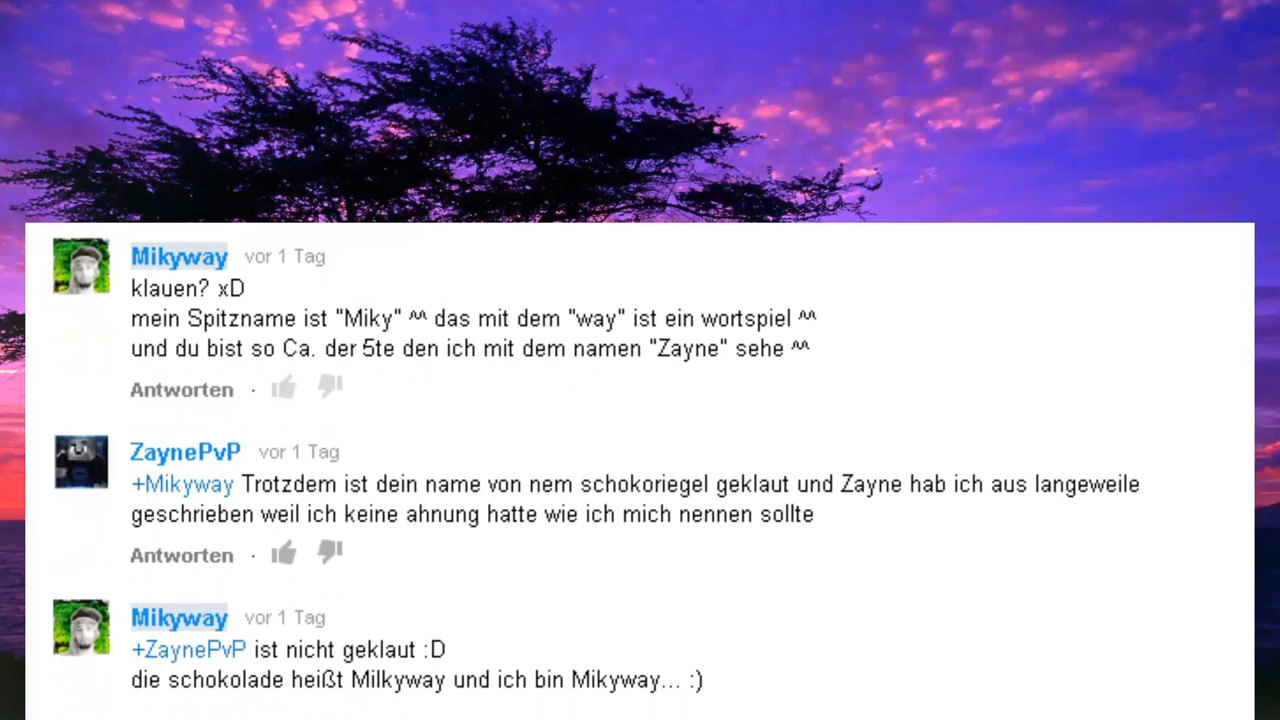 Mikyway vor 1 Tag
klauen? xD
mein Spitzname ist "Miky" ^^ das mit dem "way" ist ein wortspiel ^^
und du bist so Ca. der 5te den ich mit dem namen "Zayne" sehe ^^
Antworten ·
ZaynePvP vor 1 Tag
+Mikyway Trotzdem ist dein name von nem schokoriegel geklaut und Zayne hab ich aus langeweile
geschrieben weil ich keine ahnung hatte wie ich mich nennen sollte
Antworten ·
Mikyway vor 1 Tag
+ZaynePvP ist nicht geklaut :D
die schokolade heißt Milkyway und ich bin Mikyway... :)